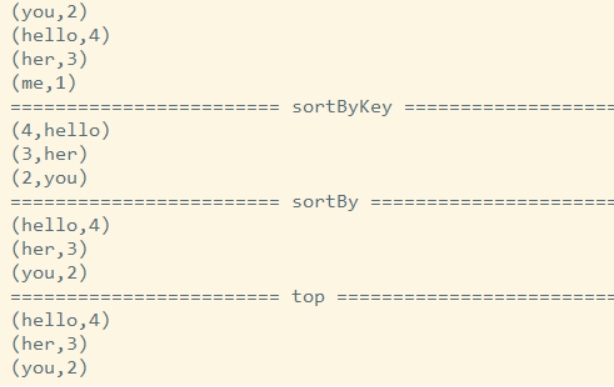 (you,2)
(hello,4)
(her,3)
(me,1)
======================== sortByKey ===================
(4,hello)
(3,her)
(2,you)
======================== sortBy ======================
(hello,4)
(her,3)
(you,2)
======================== top =========================
(hello,4)
(her,3)
(you,2)